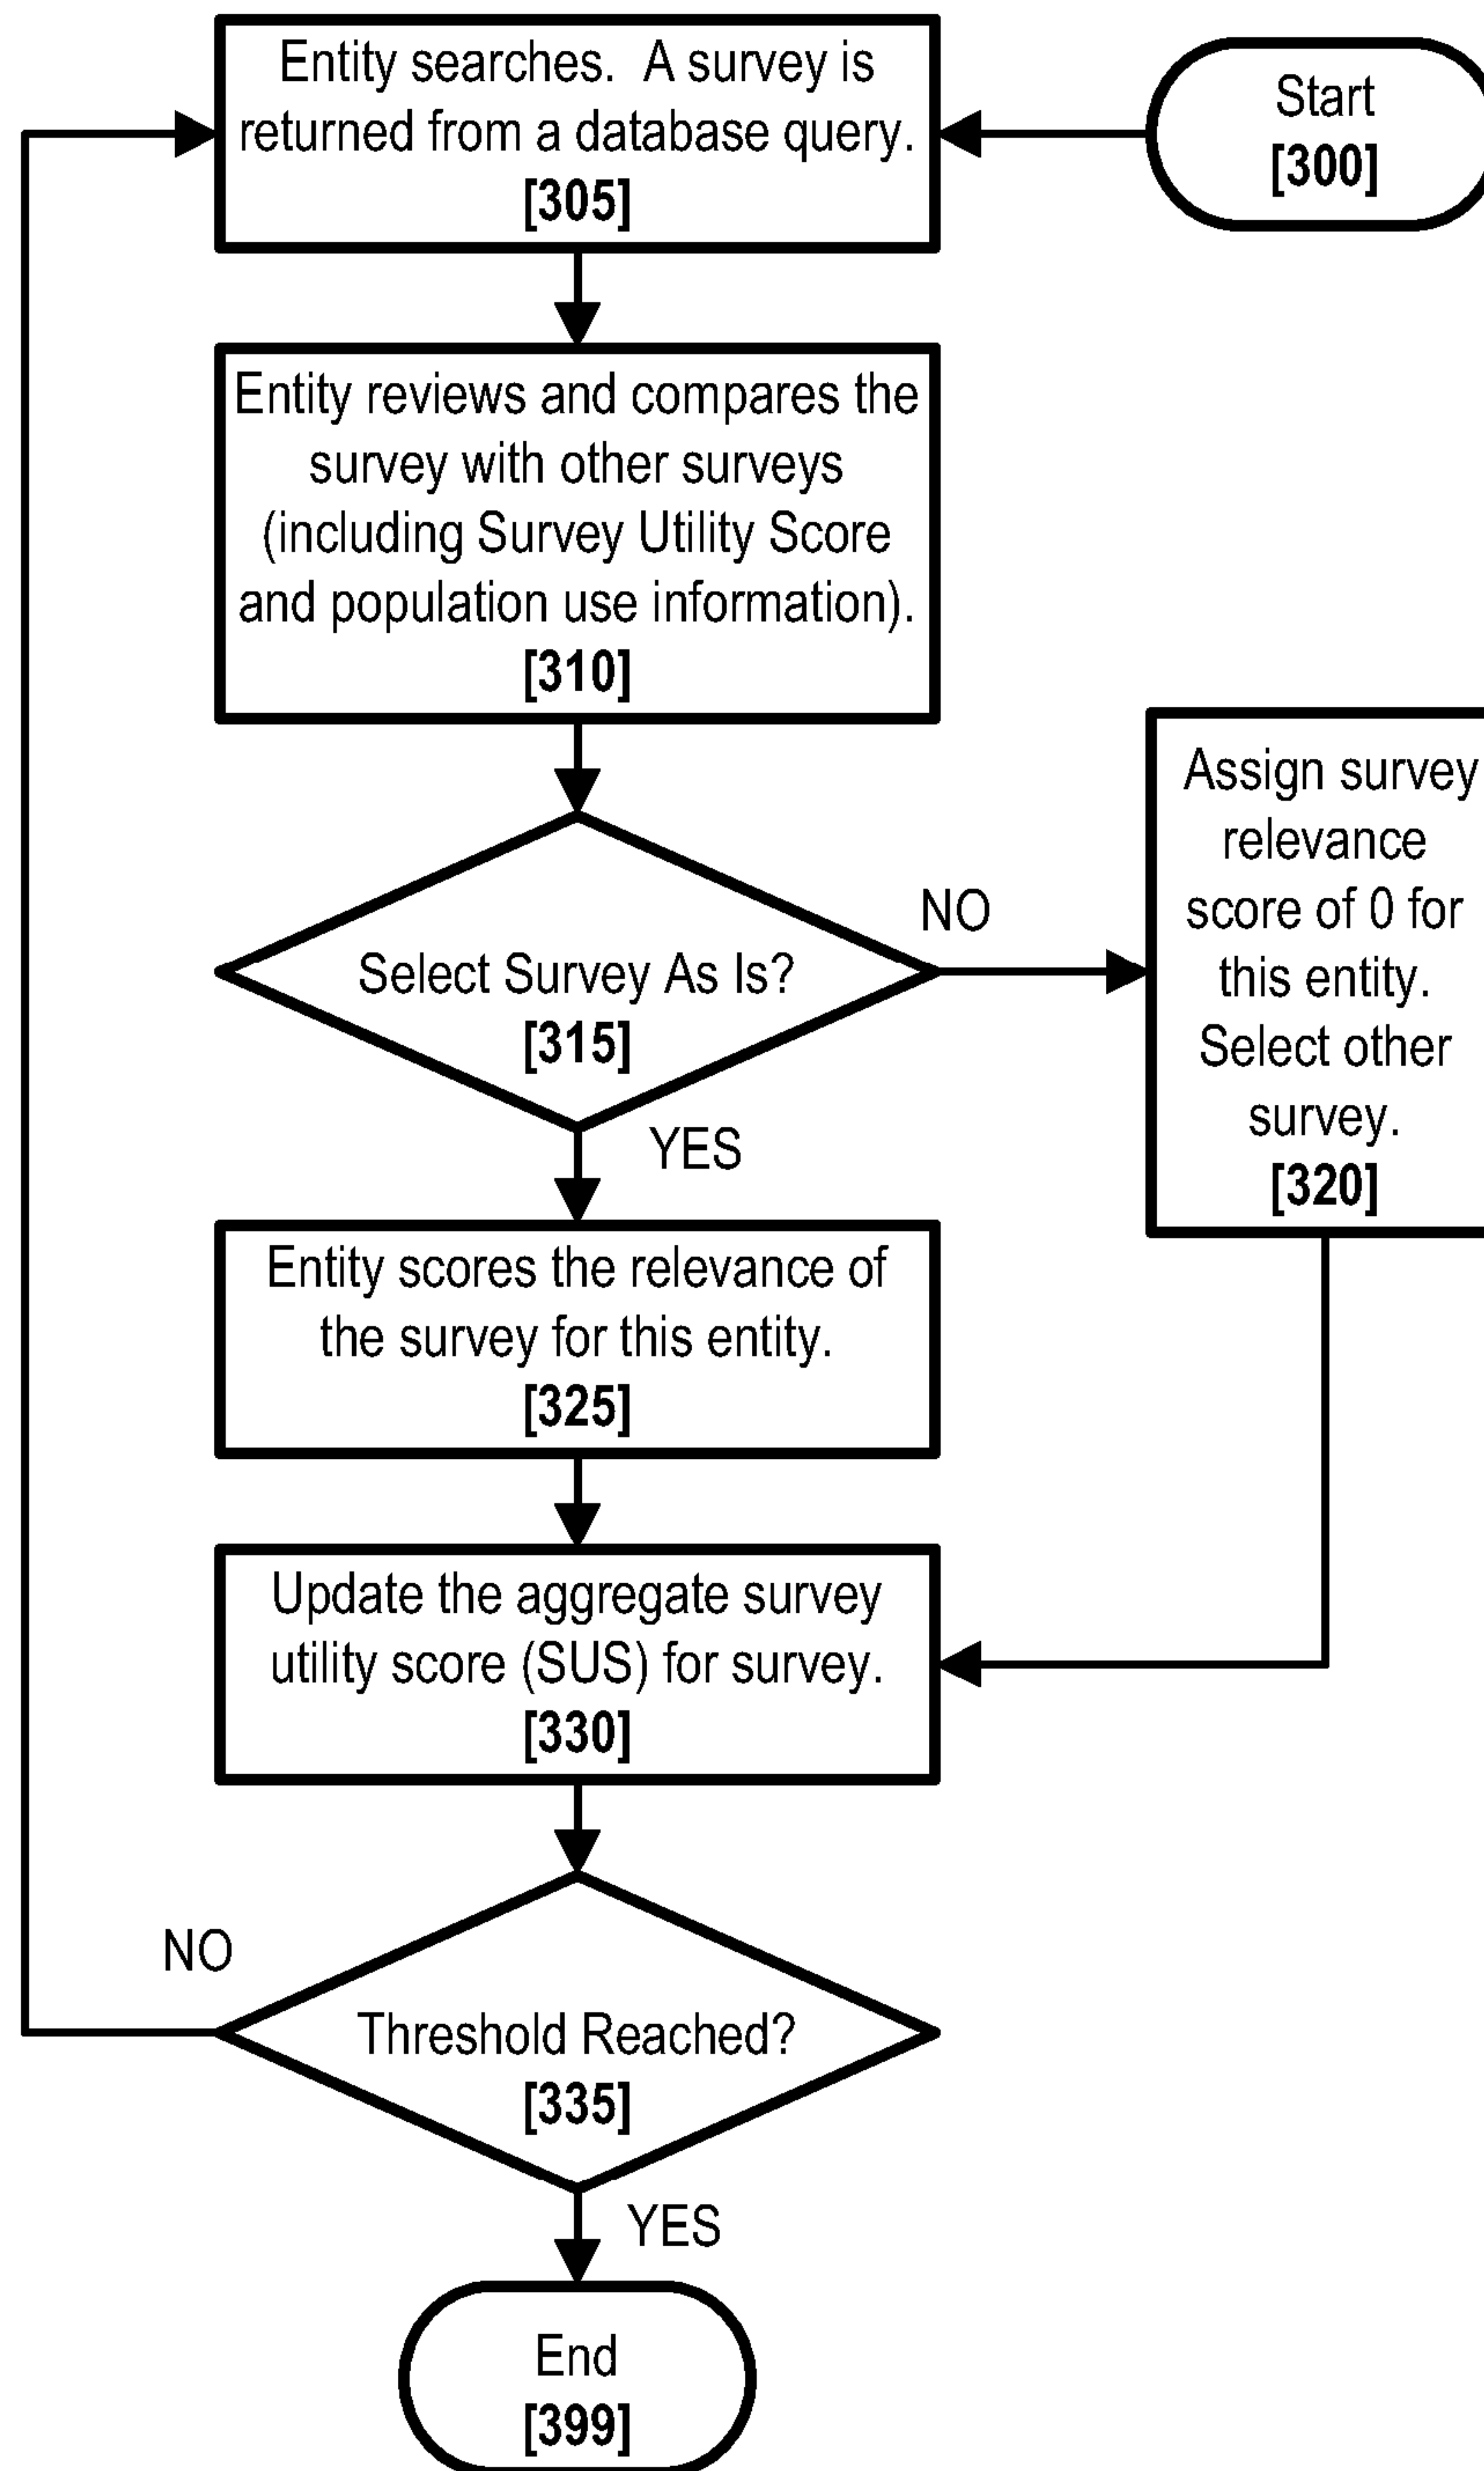 Start
[300]
Entity searches.  A survey is
returned from a database query.
[305]
Entity reviews and compares the
survey with other surveys
(including Survey Utility Score
and population use information).
[310]
Select Survey As Is?
[315]
NO
Assign survey
relevance
score of 0 for
this entity.
Select other
survey.
[320]
YES
Entity scores the relevance of
the survey for this entity.
[325]
Update the aggregate survey
utility score (SUS) for survey.
[330]
NO
Threshold Reached?
[335]
YES
End
[399]